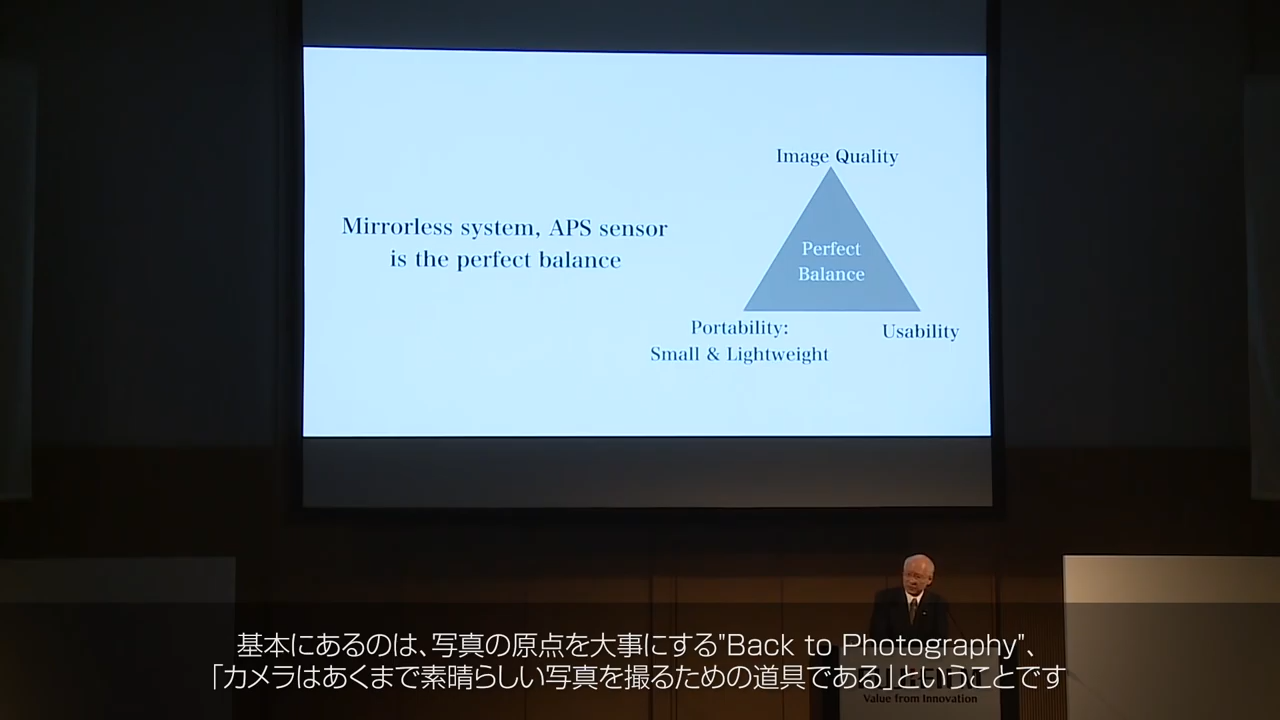 Image Quality
Mirrorless system, APS sensor
is the perfect balance
Perfect
Balance
Portability:
Small & Lightweight
Usability
基本にあるのは、写真の原点を大事にする"Back to Photography"、
「カメラはあくまで素晴らしい写真を撮るための道具である」ということです
Value from Innovation